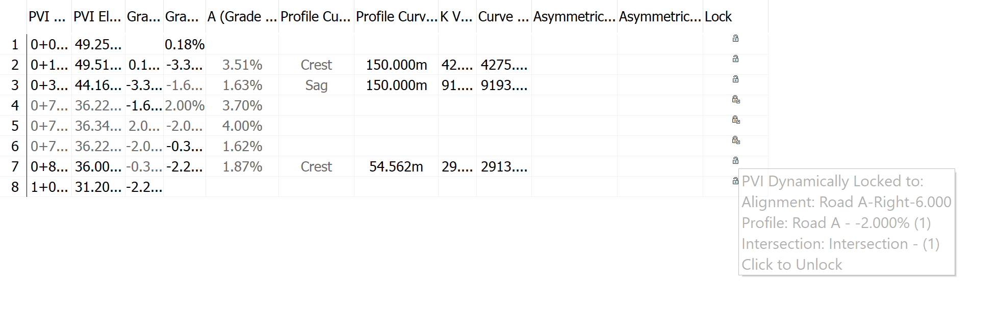 PVI ... PVI El... Gra... Gra... A (Grade ... Profile Cu... Profile Curv... K V... Curve ... Asymmetric... Asymmetric... Lock
1 0+0... 49.25... 0.18%
2 0+1... 49.51... 0.1... -3.3... 3.51% Crest 150.000m 42.... 4275....
3 0+3... 44.16... -3.3... -1.6... 1.63% Sag 150.000m 91.... 9193....
4 0+7... 36.22... -1.6... 2.00% 3.70%
5 0+7... 36.34... 2.0... -2.0... 4.00%
6 0+7... 36.22... -2.0... -0.3... 1.62%
7 0+8... 36.00... -0.3... -2.2... 1.87% Crest 54.562m 29.... 2913....
8 1+0... 31.20... -2.2...
PVI Dynamically Locked to:
Alignment: Road A-Right-6.000
Profile: Road A - -2.000% (1)
Intersection: Intersection - (1)
Click to Unlock